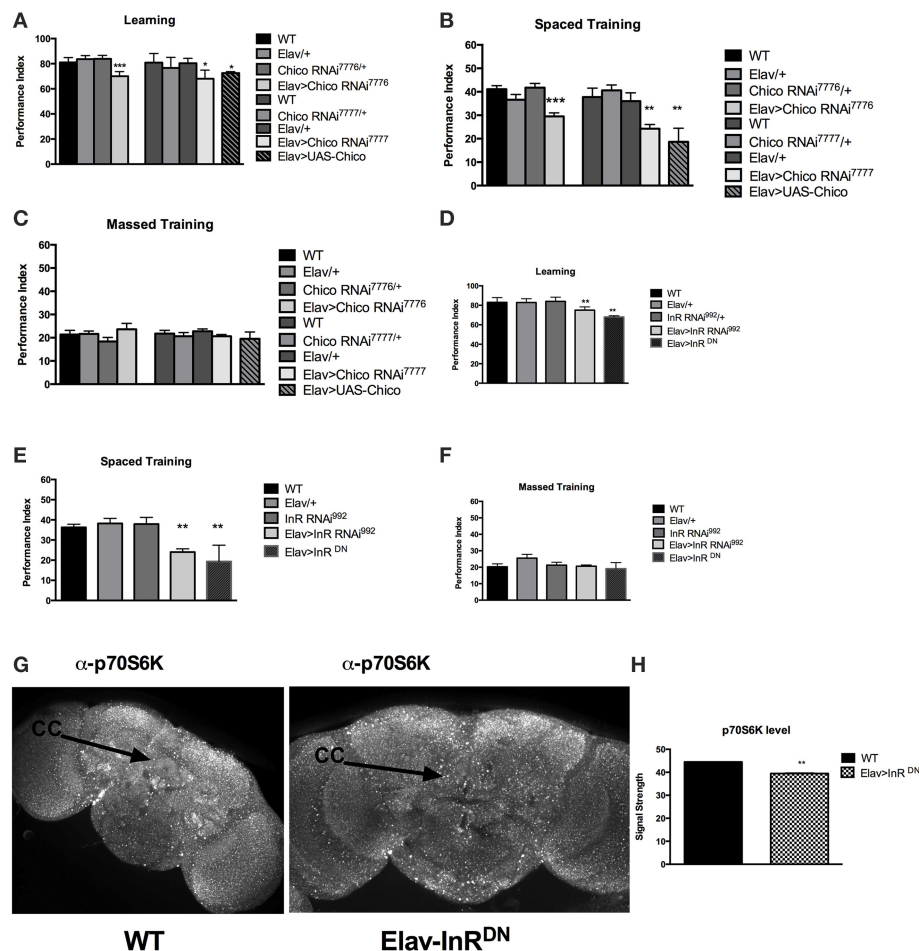 A
Learning
Performance Index
100
80
60
40
20
0
***
*
*
WT
Elav/+
Chico RNAi7776/+
Elav>Chico RNAi7776
WT
Chico RNAi7777/+
Elav/+
Elav>Chico RNAi7777
Elav>UAS-Chico
B
Spaced Training
Performance Index
60
50
40
30
20
10
0
***
**
**
WT
Elav/+
Chico RNAi7776/+
Elav>Chico RNAi7776
WT
Chico RNAi7777/+
Elav/+
Elav>Chico RNAi7777
Elav>UAS-Chico
C
Massed Training
Performance Index
60
50
40
30
20
10
0
WT
Elav/+
Chico RNAi7776/+
Elav>Chico RNAi7776
WT
Chico RNAi7777/+
Elav/+
Elav>Chico RNAi7777
Elav>UAS-Chico
D
Learning
Performance Index
100
80
60
40
20
0
**
**
WT
Elav/+
InR RNAi992/+
Elav>InR RNAi992
Elav>InR DN
E
Spaced Training
Performance Index
60
50
40
30
20
10
0
**
**
WT
Elav/+
InR RNAi992
Elav>InR RNAi992
Elav>InR DN
F
Massed Training
Performance Index
60
50
40
30
20
10
0
WT
Elav/+
InR RNAi992
Elav>InR RNAi992
Elav>InR DN
G
α-p70S6K
CC
WT
α-p70S6K
CC
Elav-InRDN
H
p70S6K level
Signal Strength
50
40
30
20
10
0
**
WT
Elav>InR DN